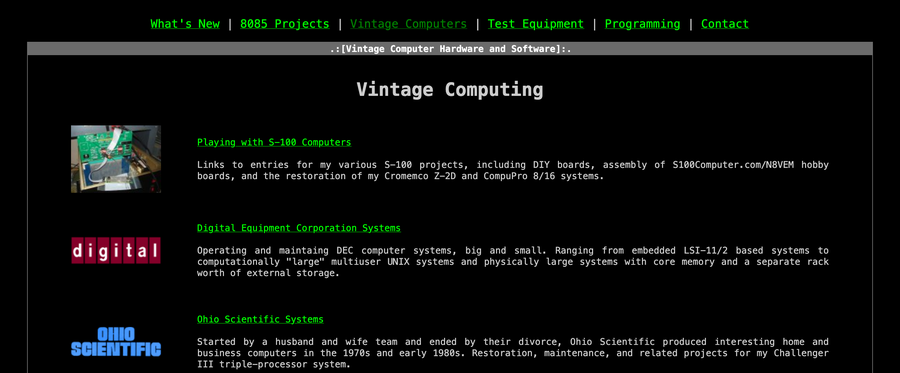 What's New | 8085 Projects | Vintage Computers | Test Equipment | Programming | Contact
.:[Vintage Computer Hardware and Software]:.
Vintage Computing
Playing with S-100 Computers
Links to entries for my various S-100 projects, including DIY boards, assembly of S100Computer.com/N8VEM hobby
boards, and the restoration of my Cromemco Z-2D and CompuPro 8/16 systems.
digital
Digital Equipment Corporation Systems
Operating and maintaing DEC computer systems, big and small. Ranging from embedded LSI-11/2 based systems to
computationally "large" multiuser UNIX systems and physically large systems with core memory and a separate rack
worth of external storage.
OHIO
SCIENTIFIC
Ohio Scientific Systems
Started by a husband and wife team and ended by their divorce, Ohio Scientific produced interesting home and
business computers in the 1970s and early 1980s. Restoration, maintenance, and related projects for my Challenger
III triple-processor system.